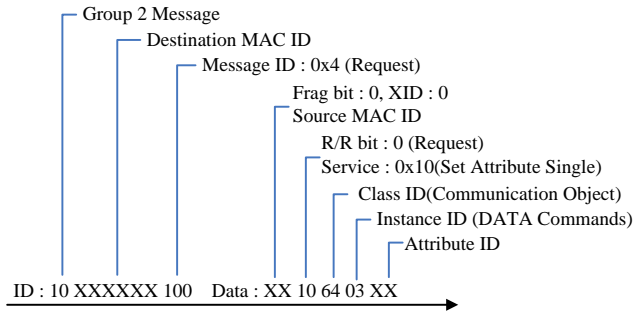 Group 2 Message
Destination MAC ID
Message ID : 0x4 (Request)
Frag bit : 0, XID : 0
Source MAC ID
R/R bit : 0 (Request)
Service : 0x10(Set Attribute Single)
Class ID(Communication Object)
Instance ID (DATA Commands)
Attribute ID
ID : 10 XXXXXX 100 Data : XX 10 64 03 XX